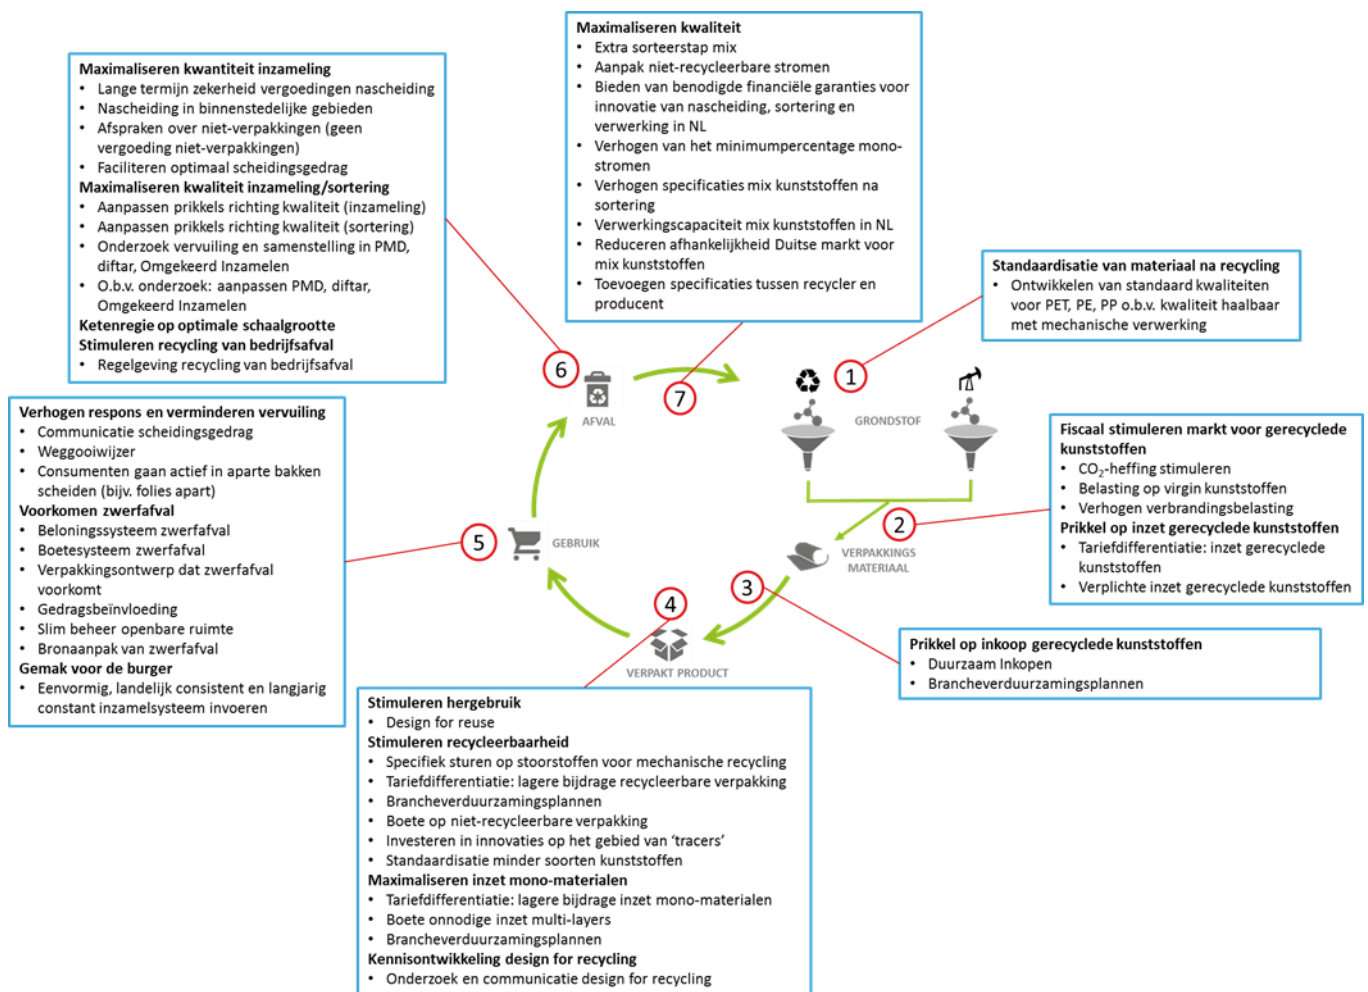 Maximaliseren kwaliteit
• Extra sorteerstap mix
• Aanpak niet-recycleerbare stromen
• Bieden van benodigde financiële garanties voor
innovatie van nascheiding, sortering en
verwerking in NL
• Verhogen van het minimumpercentage mono-
stromen
• Verhogen specificaties mix kunststoffen na
sortering
• Verwerkingscapaciteit mix kunststoffen in NL
• Reduceren afhankelijkheid Duitse markt voor
mix kunststoffen
• Toevoegen specificaties tussen recycler en
producent
Maximaliseren kwantiteit inzameling
• Lange termijn zekerheid vergoedingen nascheiding
• Nascheiding in binnenstedelijke gebieden
• Afspraken over niet-verpakkingen (geen
vergoeding niet-verpakkingen)
• Faciliteren optimaal scheidingsgedrag
Maximaliseren kwaliteit inzameling/sortering
• Aanpassen prikkels richting kwaliteit (inzameling)
• Aanpassen prikkels richting kwaliteit (sortering)
• Onderzoek vervuiling en samenstelling in PMD,
diftar, Omgekeerd Inzamelen
• O.b.v. onderzoek: aanpassen PMD, diftar,
Omgekeerd Inzamelen
Ketenregie op optimale schaalgrootte
Stimuleren recycling van bedrijfsafval
• Regelgeving recycling van bedrijfsafval
Standaardisatie van materiaal na recycling
• Ontwikkelen van standaard kwaliteiten
voor PET, PE, PP o.b.v. kwaliteit haalbaar
met mechanische verwerking
6
7
1
AFVAL
GRONDSTOF
Verhogen respons en verminderen vervuiling
• Communicatie scheidingsgedrag
• Weggooiwijzer
• Consumenten gaan actief in aparte bakken
scheiden (bijv. folies apart)
Voorkomen zwerfafval
• Beloningssysteem zwerfafval
• Boetesysteem zwerfafval
• Verpakkingsontwerp dat zwerfafval
voorkomt
• Gedragsbeïnvloeding
• Slim beheer openbare ruimte
• Bronaanpak van zwerfafval
Gemak voor de burger
• Eenvormig, landelijk consistent en langjarig
constant inzamelsysteem invoeren
Fiscaal stimuleren markt voor gerecyclede
kunststoffen
• CO₂-heffing stimuleren
• Belasting op virgin kunststoffen
• Verhogen verbrandingsbelasting
Prikkel op inzet gerecyclede kunststoffen
• Tariefdifferentiatie: inzet gerecyclede
kunststoffen
• Verplichte inzet gerecyclede kunststoffen
5
GEBRUIK
2
VERPAKKINGS
MATERIAAL
3
4
VERPAKT PRODUCT
Prikkel op inkoop gerecyclede kunststoffen
• Duurzaam Inkopen
• Brancheverduurzamingsplannen
Stimuleren hergebruik
• Design for reuse
Stimuleren recycleerbaarheid
• Specifiek sturen op stoorstoffen voor mechanische recycling
• Tariefdifferentiatie: lagere bijdrage recycleerbare verpakking
• Brancheverduurzamingsplannen
• Boete op niet-recycleerbare verpakking
• Investeren in innovaties op het gebied van ‘tracers’
• Standaardisatie minder soorten kunststoffen
Maximaliseren inzet mono-materialen
• Tariefdifferentiatie: lagere bijdrage inzet mono-materialen
• Boete onnodige inzet multi-layers
• Brancheverduurzamingsplannen
Kennisontwikkeling design for recycling
• Onderzoek en communicatie design for recycling